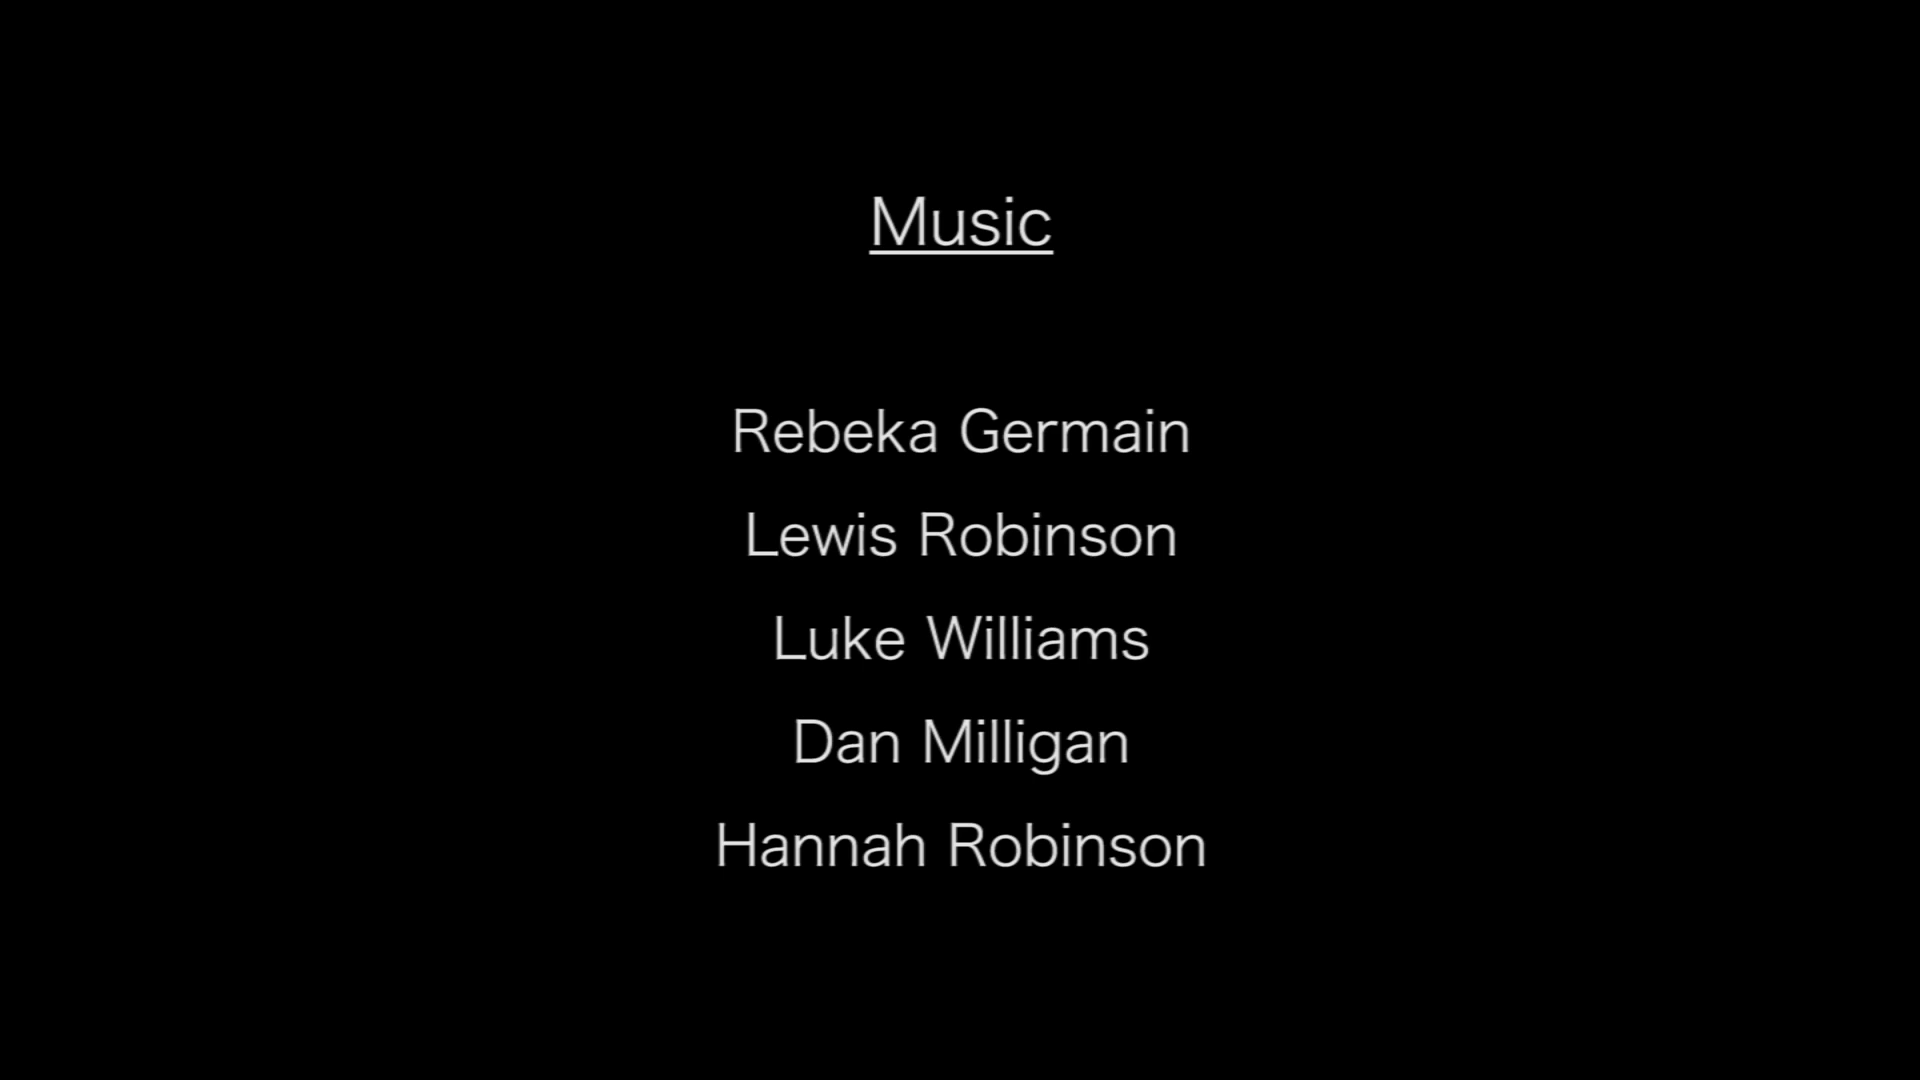 Music
Rebeka Germain
Lewis Robinson
Luke Williams
Dan Milligan
Hannah Robinson